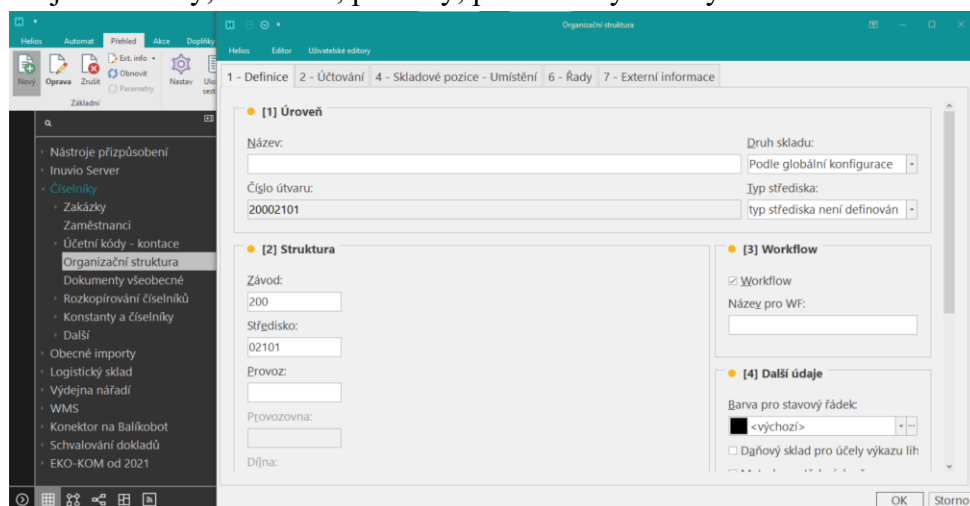 Organizační struktura
Helios Automat Přehled Akce Doplňky
Helios Editor Uživatelské editory
Nový
Oprava
Zrušit
Ext. info
Obnovit
Parametry
Nastav
Základní
1 - Definice 2 - Účtování 4 - Skladové pozice - Umístění 6 - Řady 7 - Externí informace
Nástroje přizpůsobení
Inuvio Server
Číselníky
Zakázky
Zaměstnanci
Účetní kódy - kontace
Organizační struktura
Dokumenty všeobecné
Rozkopírování číselníků
Konstanty a číselníky
Další
Obecné importy
Logistický sklad
Výdejna nářadí
WMS
Konektor na Balíkobot
Schvalování dokladů
EKO-KOM od 2021
[1] Úroveň
Název:
Druh skladu:
Podle globální konfigurace
Číslo útvaru:
20002101
Typ střediska:
typ střediska není definován
[2] Struktura
Závod:
200
Středisko:
02101
Provoz:
Provozovna:
Dílna:
[3] Workflow
Workflow
Název pro WF:
[4] Další údaje
Barva pro stavový řádek:
<výchozí>
Daňový sklad pro účely výkazu lih
OK Storno